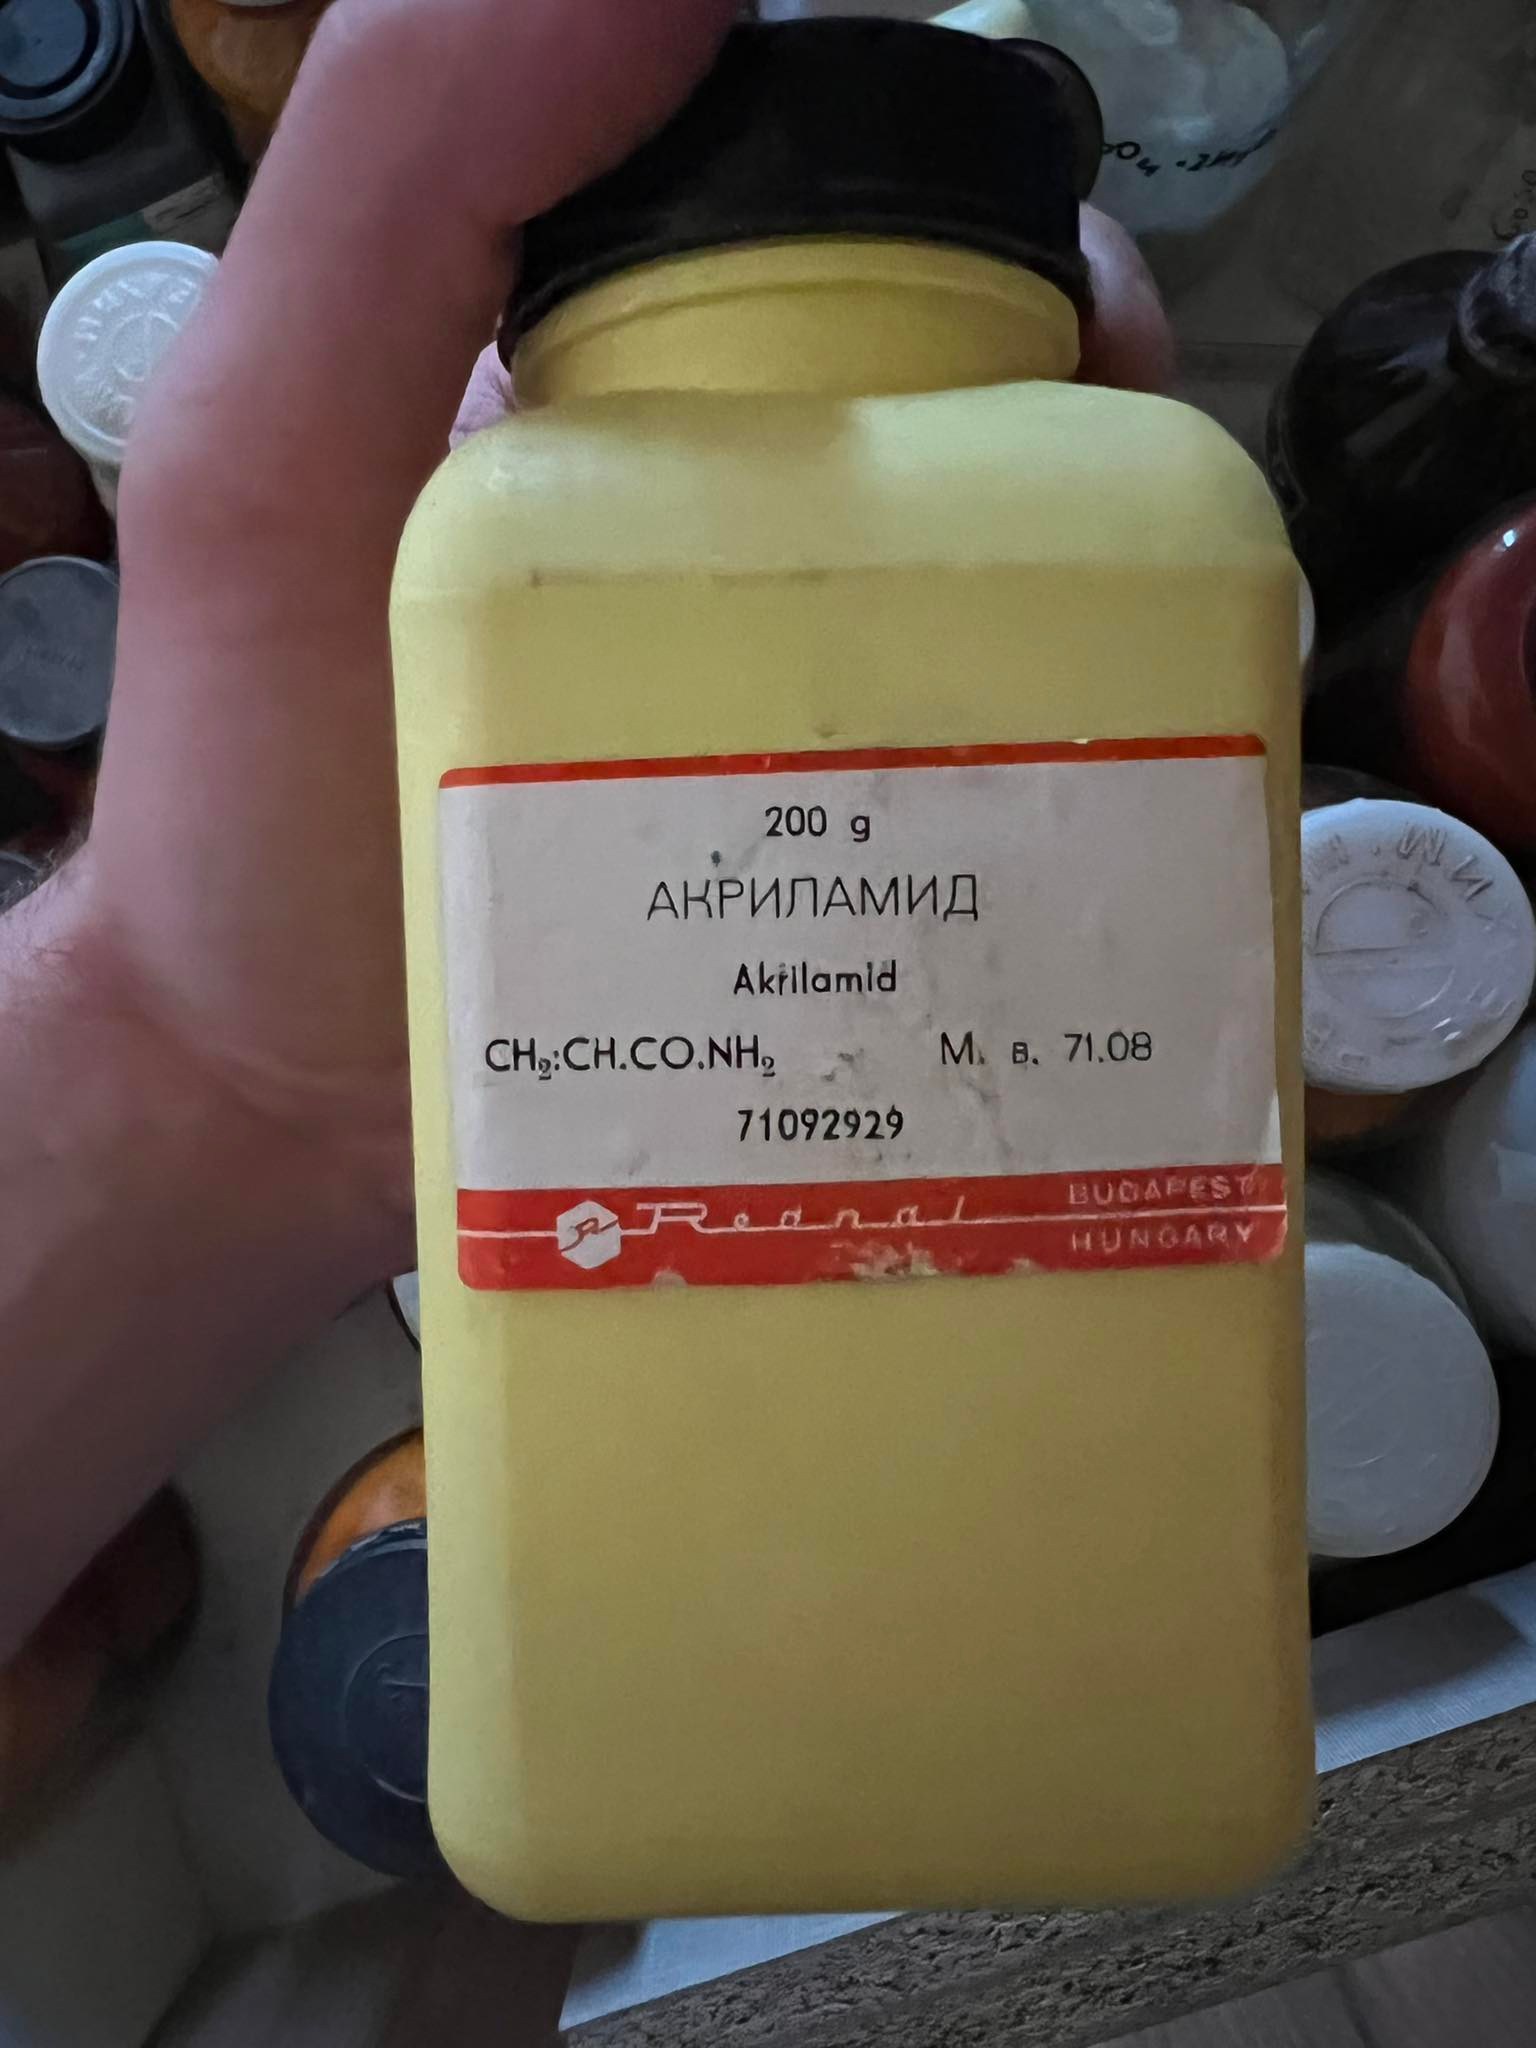 200 g
АКРИЛАМИД
Akrilamid
CH₂:CH.CO.NH₂ М. в. 71.08
71092929
Reanal BUDAPEST
HUNGARY